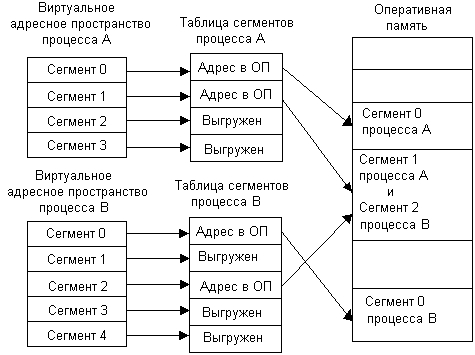 Виртуальное
адресное пространство
процесса А
Сегмент 0
Сегмент 1
Сегмент 2
Сегмент 3
Таблица сегментов
процесса А
Адрес в ОП
Адрес в ОП
Выгружен
Выгружен
Виртуальное
адресное пространство
процесса В
Сегмент 0
Сегмент 1
Сегмент 2
Сегмент 3
Сегмент 4
Таблица сегментов
процесса В
Адрес в ОП
Выгружен
Адрес в ОП
Выгружен
Выгружен
Оперативная
память
Сегмент 0
процесса А
Сегмент 1
процесса А
и
Сегмент 2
процесса В
Сегмент 0
процесса В